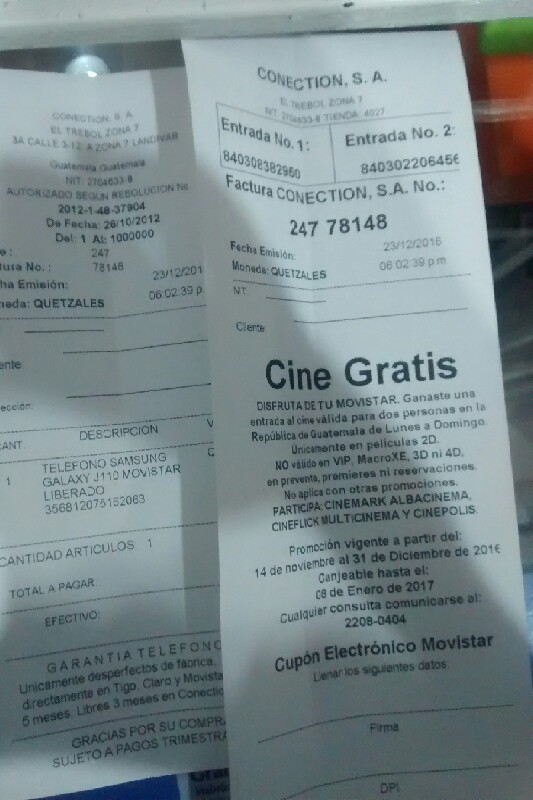 CONECTION, S. A.
EL TREBOL ZONA 7
3A CALLE 3-12 A ZONA 7 LANDIVAR
Guatemala, Guatemala
NIT: 2704633-8
AUTORIZADO SEGUN RESOLUCION No.
2012-1-48-37904
De Fecha: 26/10/2012
Del: 1 Al: 1000000
e : 247
tura No. : 78148
ha Emisión: 23/12/201
06:02:39 p.
neda: QUETZALES
ente
ección:
ANT. DESCRIPCION V
1 TELEFONO SAMSUNG
GALAXY J110 MOVISTAR
LIBERADO
356812075152063
CANTIDAD ARTICULOS: 1
TOTAL A PAGAR
EFECTIVO:
GARANTIA TELEFONO
Unicamente desperfectos de fábrica,
directamente en Tigo, Claro y Movista
6 meses, Libres 3 meses en Conectio
GRACIAS POR SU COMPR
SUJETO A PAGOS TRIMESTRA
CONECTION, S. A.
EL TREBOL ZONA 7
NIT: 2704633-8 TIENDA: 4027
Entrada No. 1: Entrada No. 2:
840308382960 840302206456
Factura CONECTION, S.A. No.:
247 78148
Fecha Emisión: 23/12/2016
Moneda: QUETZALES 06:02:39 p.m
NIT:
Cliente
Cine Gratis
DISFRUTA DE TU MOVISTAR. Ganaste una
entrada al cine válida para dos personas en la
República de Guatemala de Lunes a Domingo.
Unicamente en películas 2D.
NO válido en VIP, MacroXE, 3D ni 4D,
en preventa, premieres ni reservaciones.
No aplica con otras promociones.
PARTICIPA: CINEMARK ALBACINEMA,
CINEFLICK MULTICINEMA Y CINEPOLIS.
Promoción vigente a partir del:
14 de noviembre al 31 de Diciembre de 2016
Canjeable hasta el:
08 de Enero de 2017
Cualquier consulta comunicarse al:
2208-0404
Cupón Electrónico Movistar
Llenar los siguientes datos:
Firma
DPI